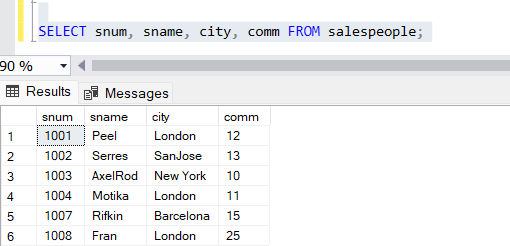 SELECT snum, sname, city, comm FROM salespeople;
90 %
Results Messages
snum sname city comm
1 1001 Peel London 12
2 1002 Serres SanJose 13
3 1003 AxelRod New York 10
4 1004 Motika London 11
5 1007 Rifkin Barcelona 15
6 1008 Fran London 25